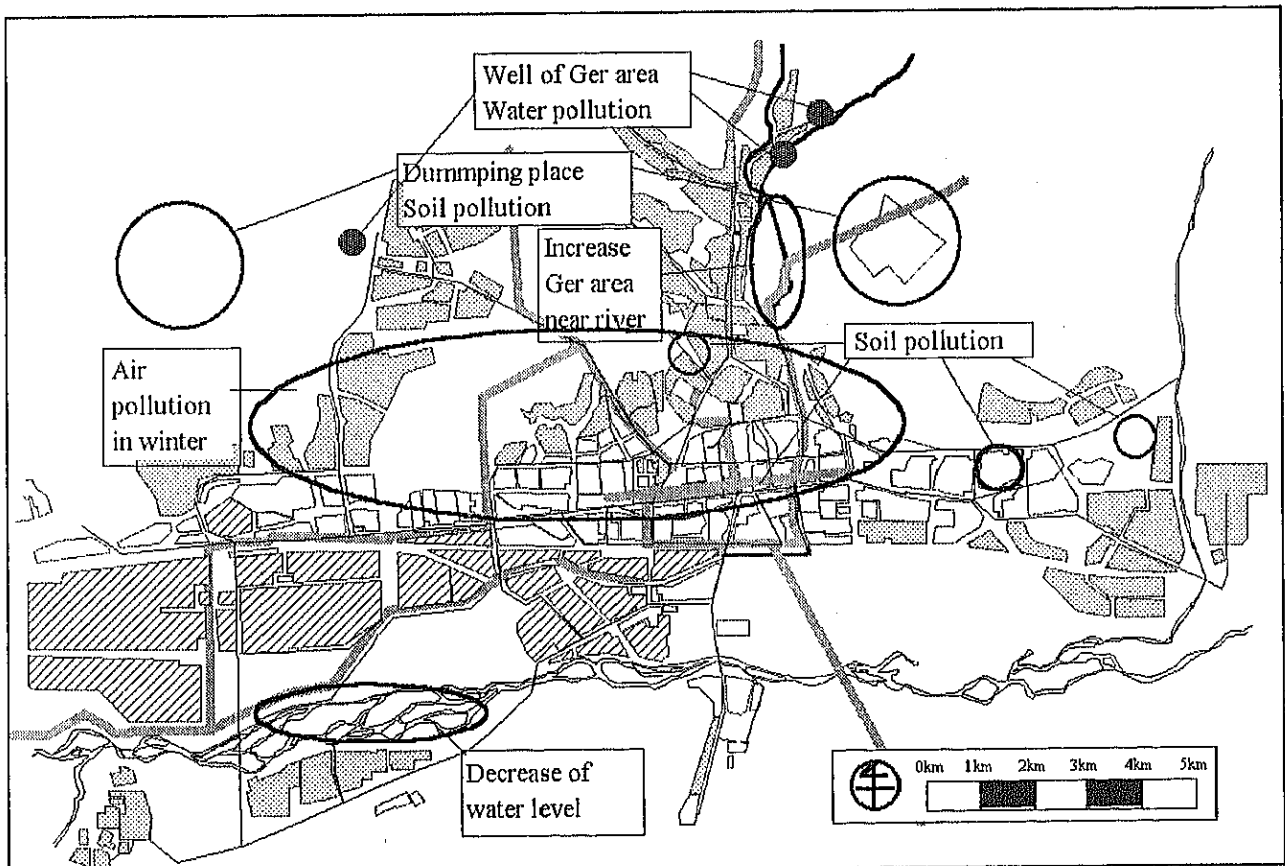 Well of Ger area
Water pollution
Dummping place
Soil pollution
Increase
Ger area
near river
Soil pollution
Air
pollution
in winter
Decrease of
water level
0km 1km 2km 3km 4km 5km